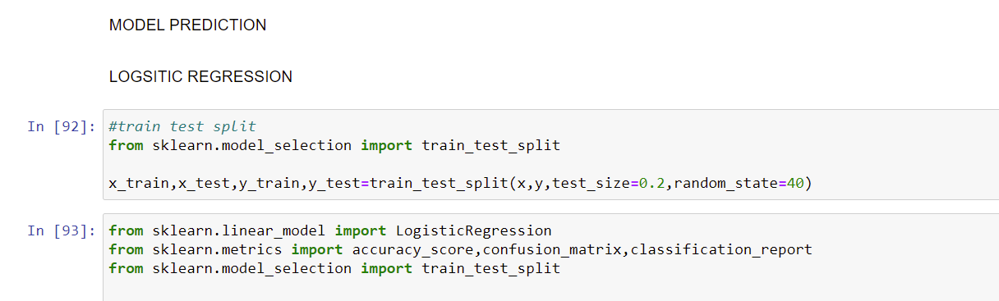 MODEL PREDICTION
LOGSITIC REGRESSION
In [92]: #train test split
from sklearn.model_selection import train_test_split
x_train,x_test,y_train,y_test=train_test_split(x,y,test_size=0.2,random_state=40)
In [93]: from sklearn.linear_model import LogisticRegression
from sklearn.metrics import accuracy_score,confusion_matrix,classification_report
from sklearn.model_selection import train_test_split